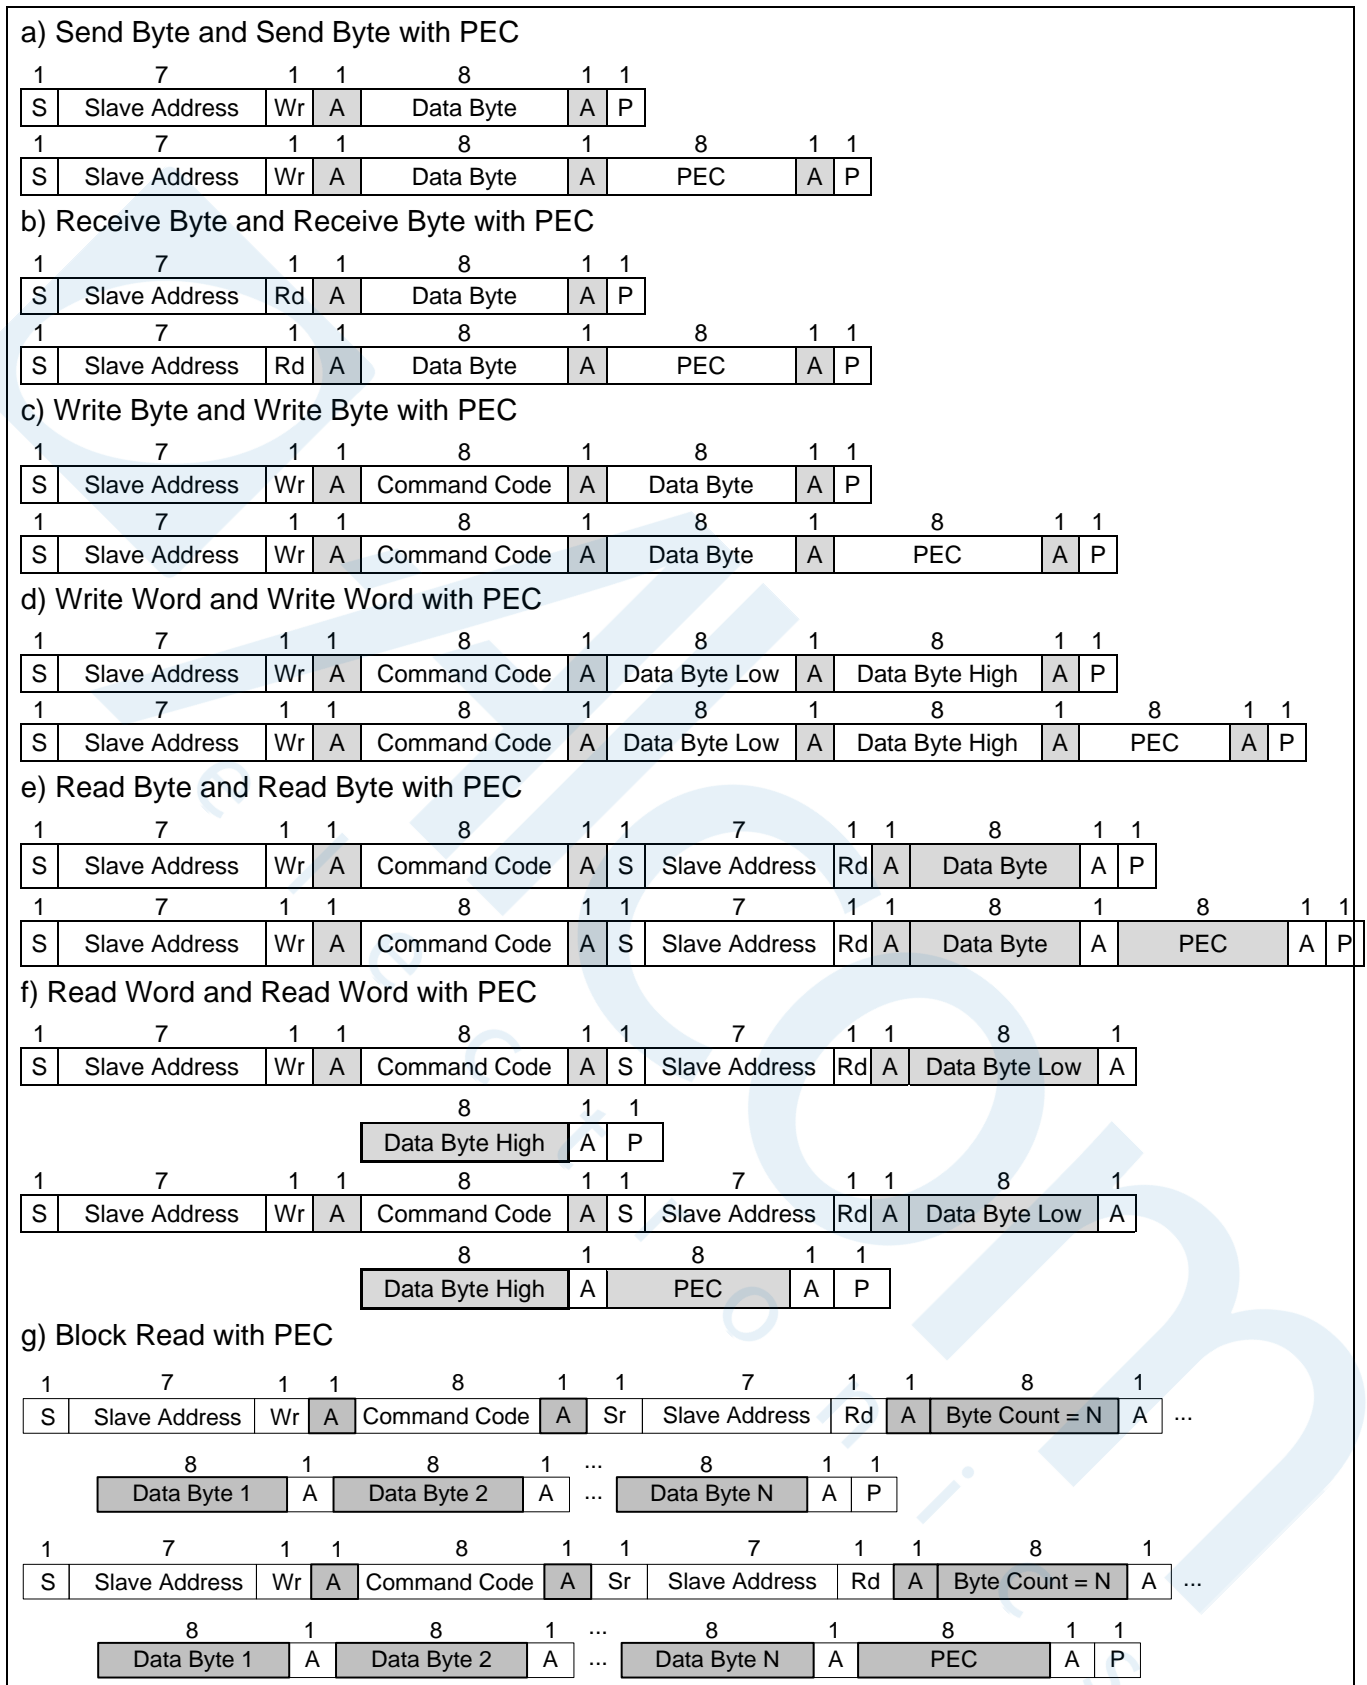 a) Send Byte and Send Byte with PEC
1 7 1 1 8 1 1
S Slave Address Wr A Data Byte A P
1 7 1 1 8 1 8 1 1
S Slave Address Wr A Data Byte A PEC A P
b) Receive Byte and Receive Byte with PEC
1 7 1 1 8 1 1
S Slave Address Rd A Data Byte A P
1 7 1 1 8 1 8 1 1
S Slave Address Rd A Data Byte A PEC A P
c) Write Byte and Write Byte with PEC
1 7 1 1 8 1 8 1 1
S Slave Address Wr A Command Code A Data Byte A P
1 7 1 1 8 1 8 1 8 1 1
S Slave Address Wr A Command Code A Data Byte A PEC A P
d) Write Word and Write Word with PEC
1 7 1 1 8 1 8 1 8 1 1
S Slave Address Wr A Command Code A Data Byte Low A Data Byte High A P
1 7 1 1 8 1 8 1 8 1 8 1 1
S Slave Address Wr A Command Code A Data Byte Low A Data Byte High A PEC A P
e) Read Byte and Read Byte with PEC
1 7 1 1 8 1 1 7 1 1 8 1 1
S Slave Address Wr A Command Code A S Slave Address Rd A Data Byte A P
1 7 1 1 8 1 1 7 1 1 8 1 8 1 1
S Slave Address Wr A Command Code A S Slave Address Rd A Data Byte A PEC A P
f) Read Word and Read Word with PEC
1 7 1 1 8 1 1 7 1 1 8 1
S Slave Address Wr A Command Code A S Slave Address Rd A Data Byte Low A
8 1 1
Data Byte High A P
1 7 1 1 8 1 1 7 1 1 8 1
S Slave Address Wr A Command Code A S Slave Address Rd A Data Byte Low A
8 1 8 1 1
Data Byte High A PEC A P
g) Block Read with PEC
1 7 1 1 8 1 1 7 1 1 8 1
S Slave Address Wr A Command Code A Sr Slave Address Rd A Byte Count = N A ...
8 1 8 1 ... 8 1 1
Data Byte 1 A Data Byte 2 A ... Data Byte N A P
1 7 1 1 8 1 1 7 1 1 8 1
S Slave Address Wr A Command Code A Sr Slave Address Rd A Byte Count = N A ...
8 1 8 1 ... 8 1 8 1 1
Data Byte 1 A Data Byte 2 A ... Data Byte N A PEC A P
Allcom
electronics